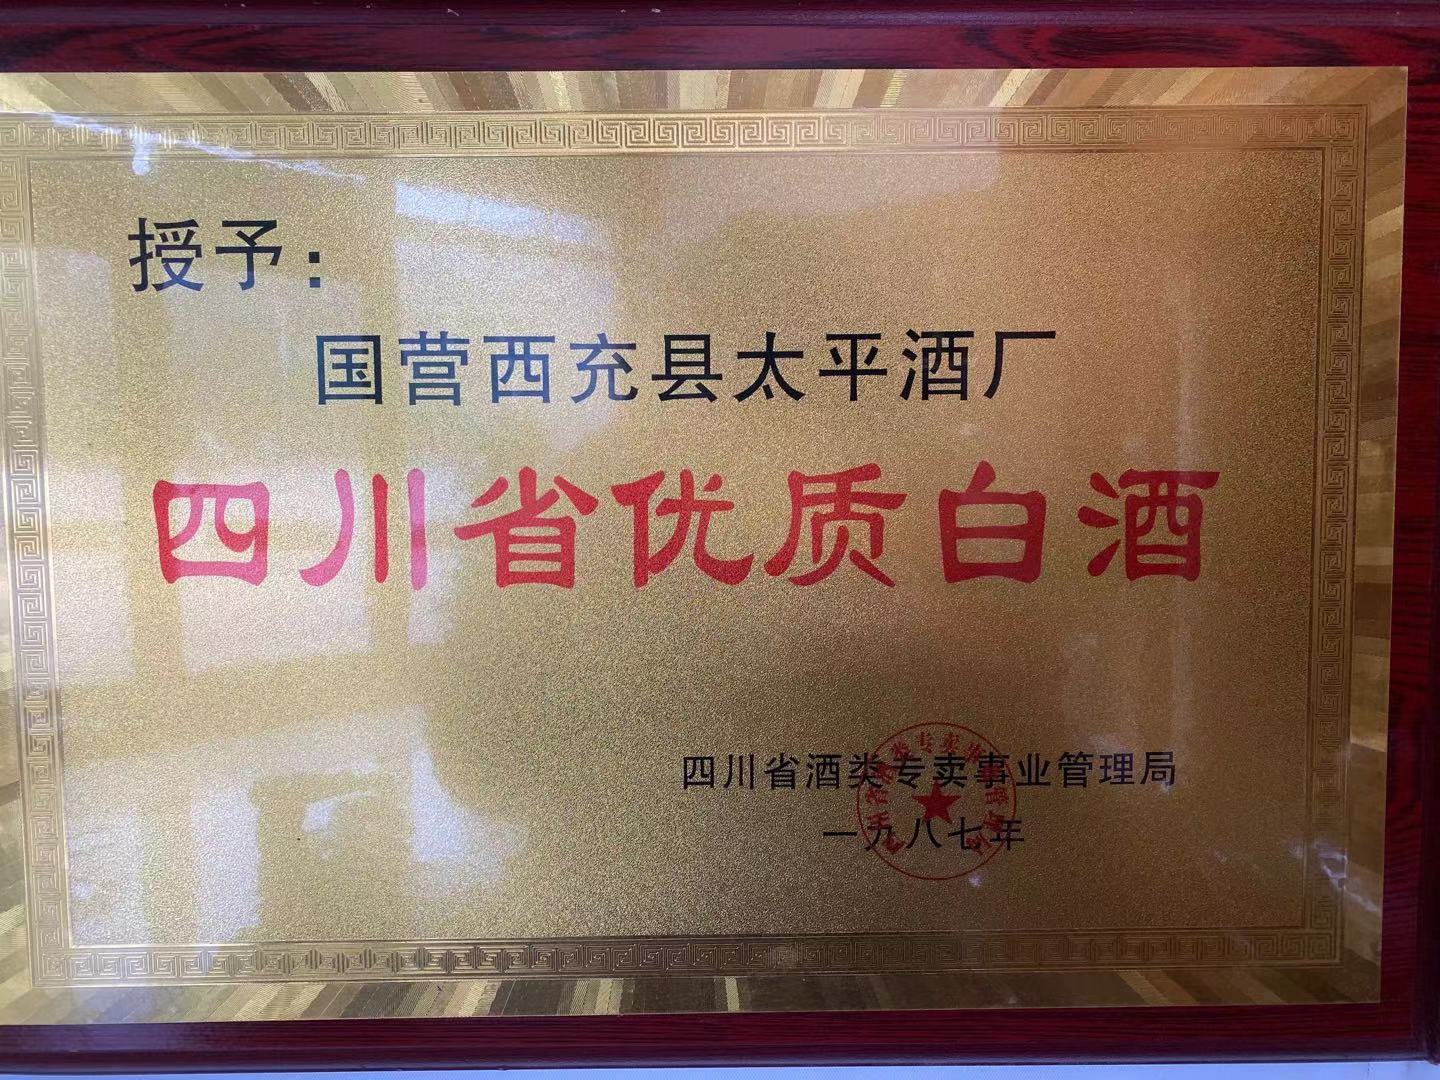 授予：
国营西充县太平酒厂
四川省优质白酒
四川省酒类专卖事业管理局
一九八七年